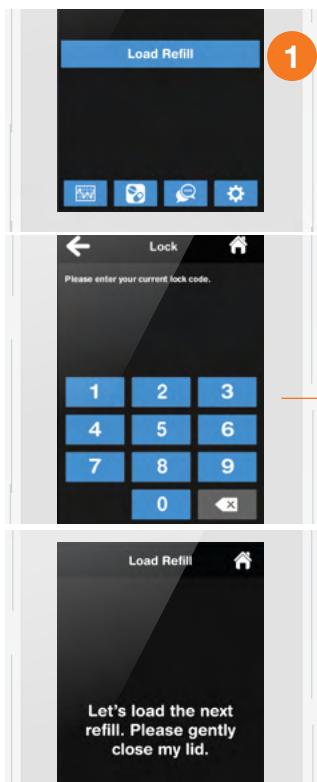 Load Refill
1
Lock
Please enter your current lock code.
1 2 3
4 5 6
7 8 9
0
Load Refill
Let's load the next
refill. Please gently
close my lid.